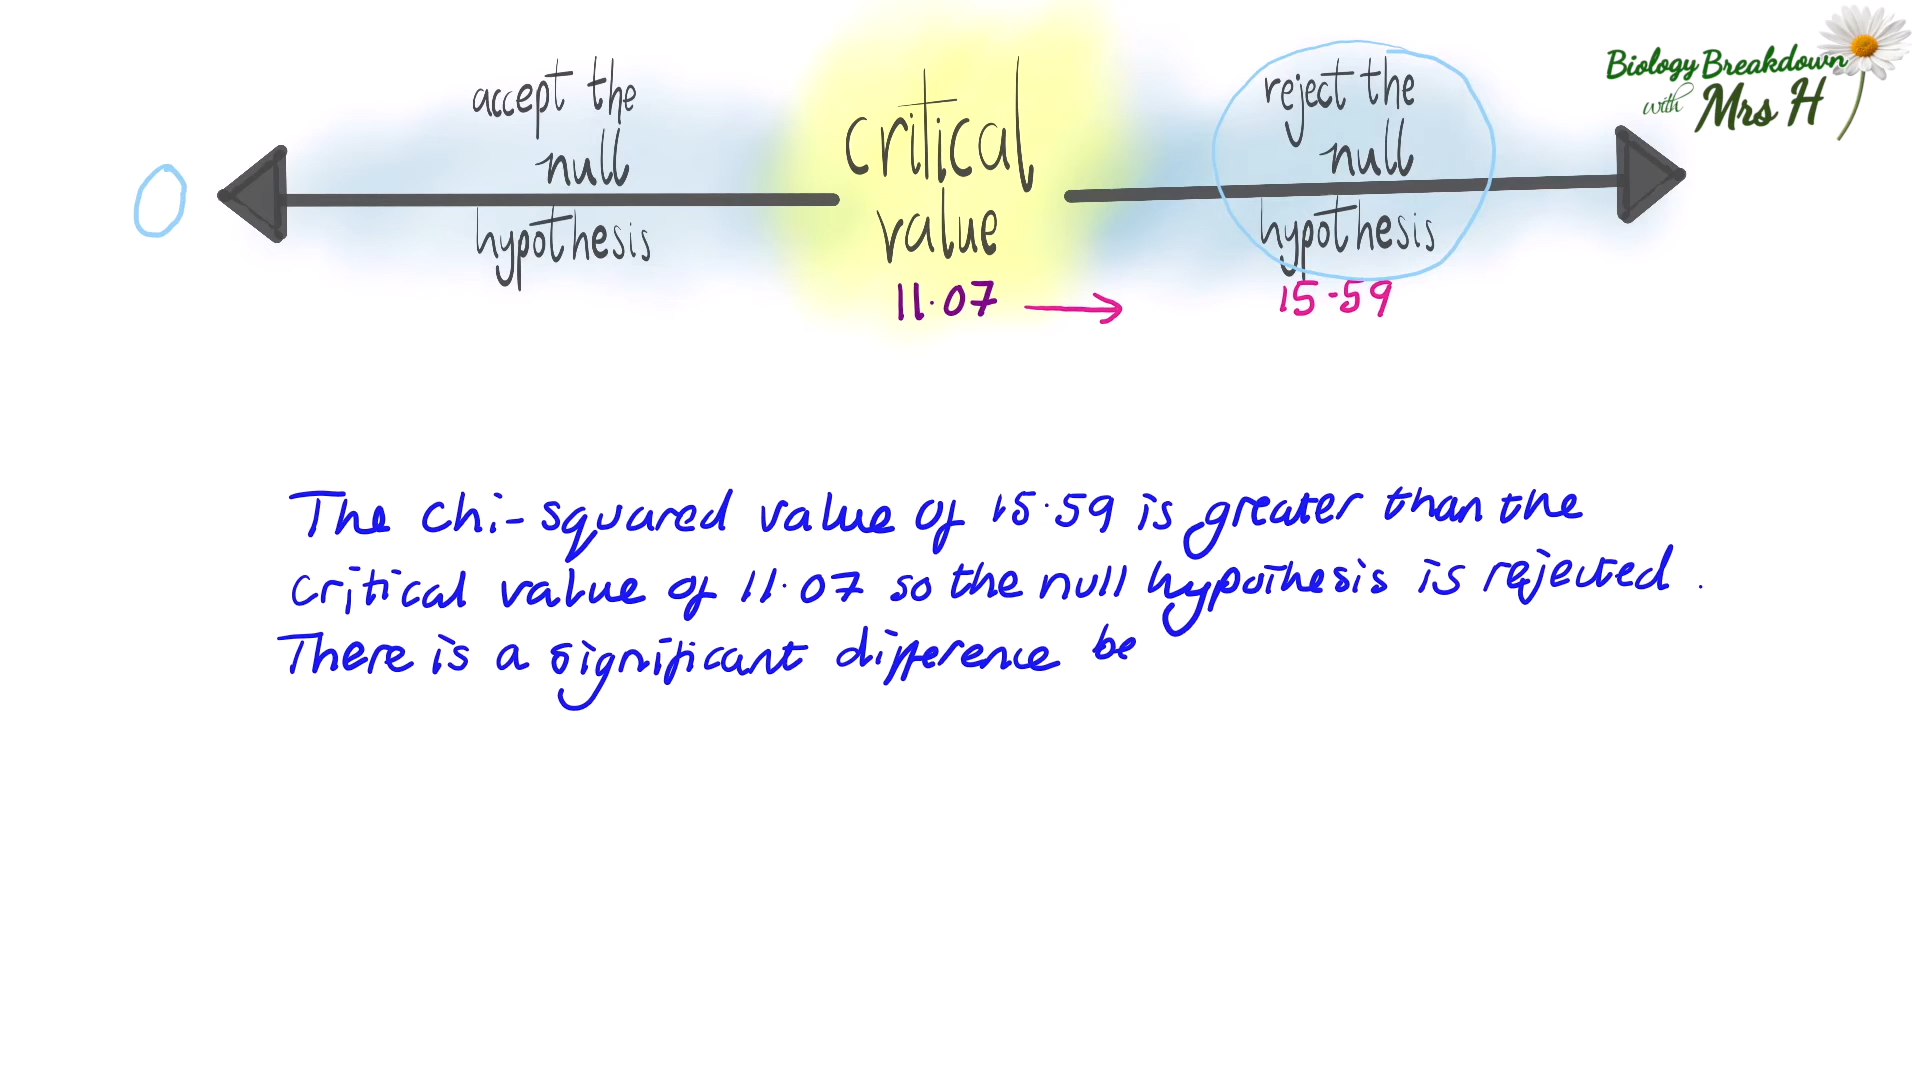 accept the
null
hypothesis
critical
value
11.07
reject the
null
hypothesis
15.59
0
Biology Breakdown
with Mrs H
The chi-squared value of 15.59 is greater than the
critical value of 11.07 so the null hypothesis is rejected.
There is a significant difference be